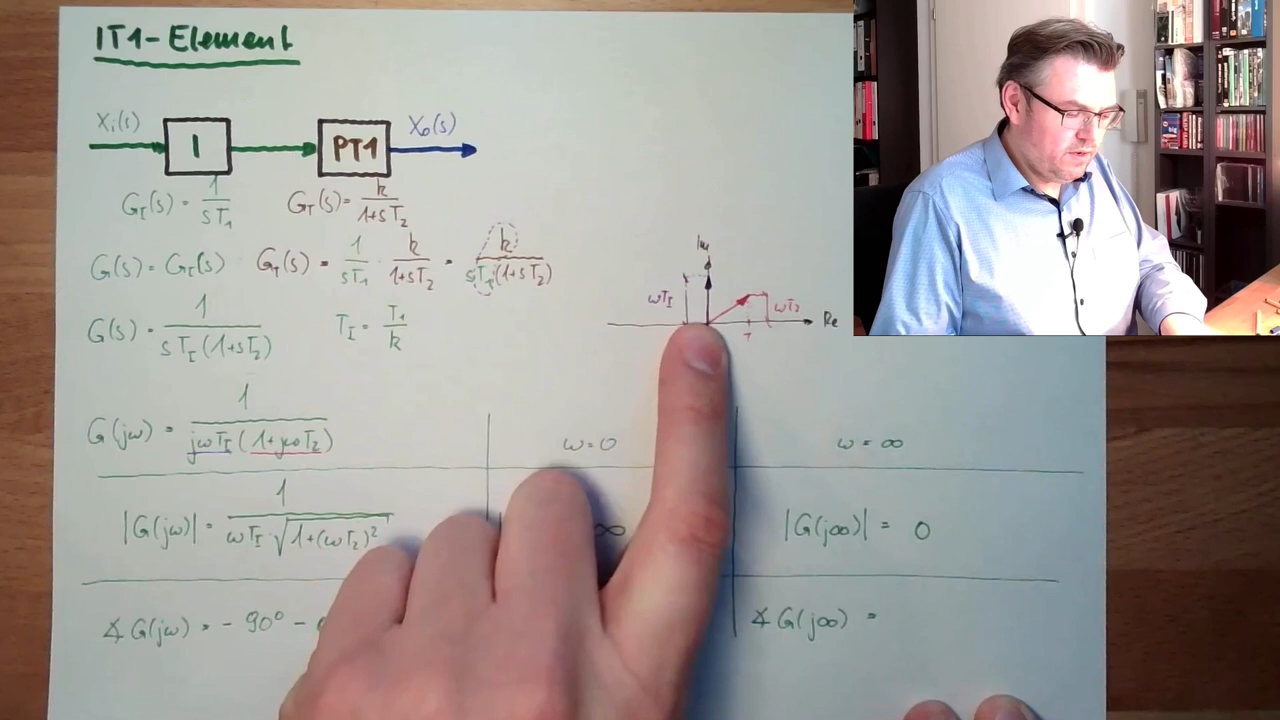 IT1-Element
Xi(s) I PT1 Xo(s)
G_I(s) = 1/(sT_1) G_T(s) = k/(1+sT_2)
G(s) = G_I(s) · G_T(s) = 1/(sT_1) · k/(1+sT_2) = k/(sT_1(1+sT_2))
G(s) = 1/(sT_I(1+sT_2)) T_I = T_1/k
Im
ωT_I ωT_2
Re
1
G(jω) = 1/(jωT_I(1+jωT_2)) ω=0 ω=∞
|G(jω)| = 1/(ωT_I·√(1+(ωT_2)²)) ∞ |G(j∞)| = 0
∡G(jω) = -90° - ∡G(j∞) =